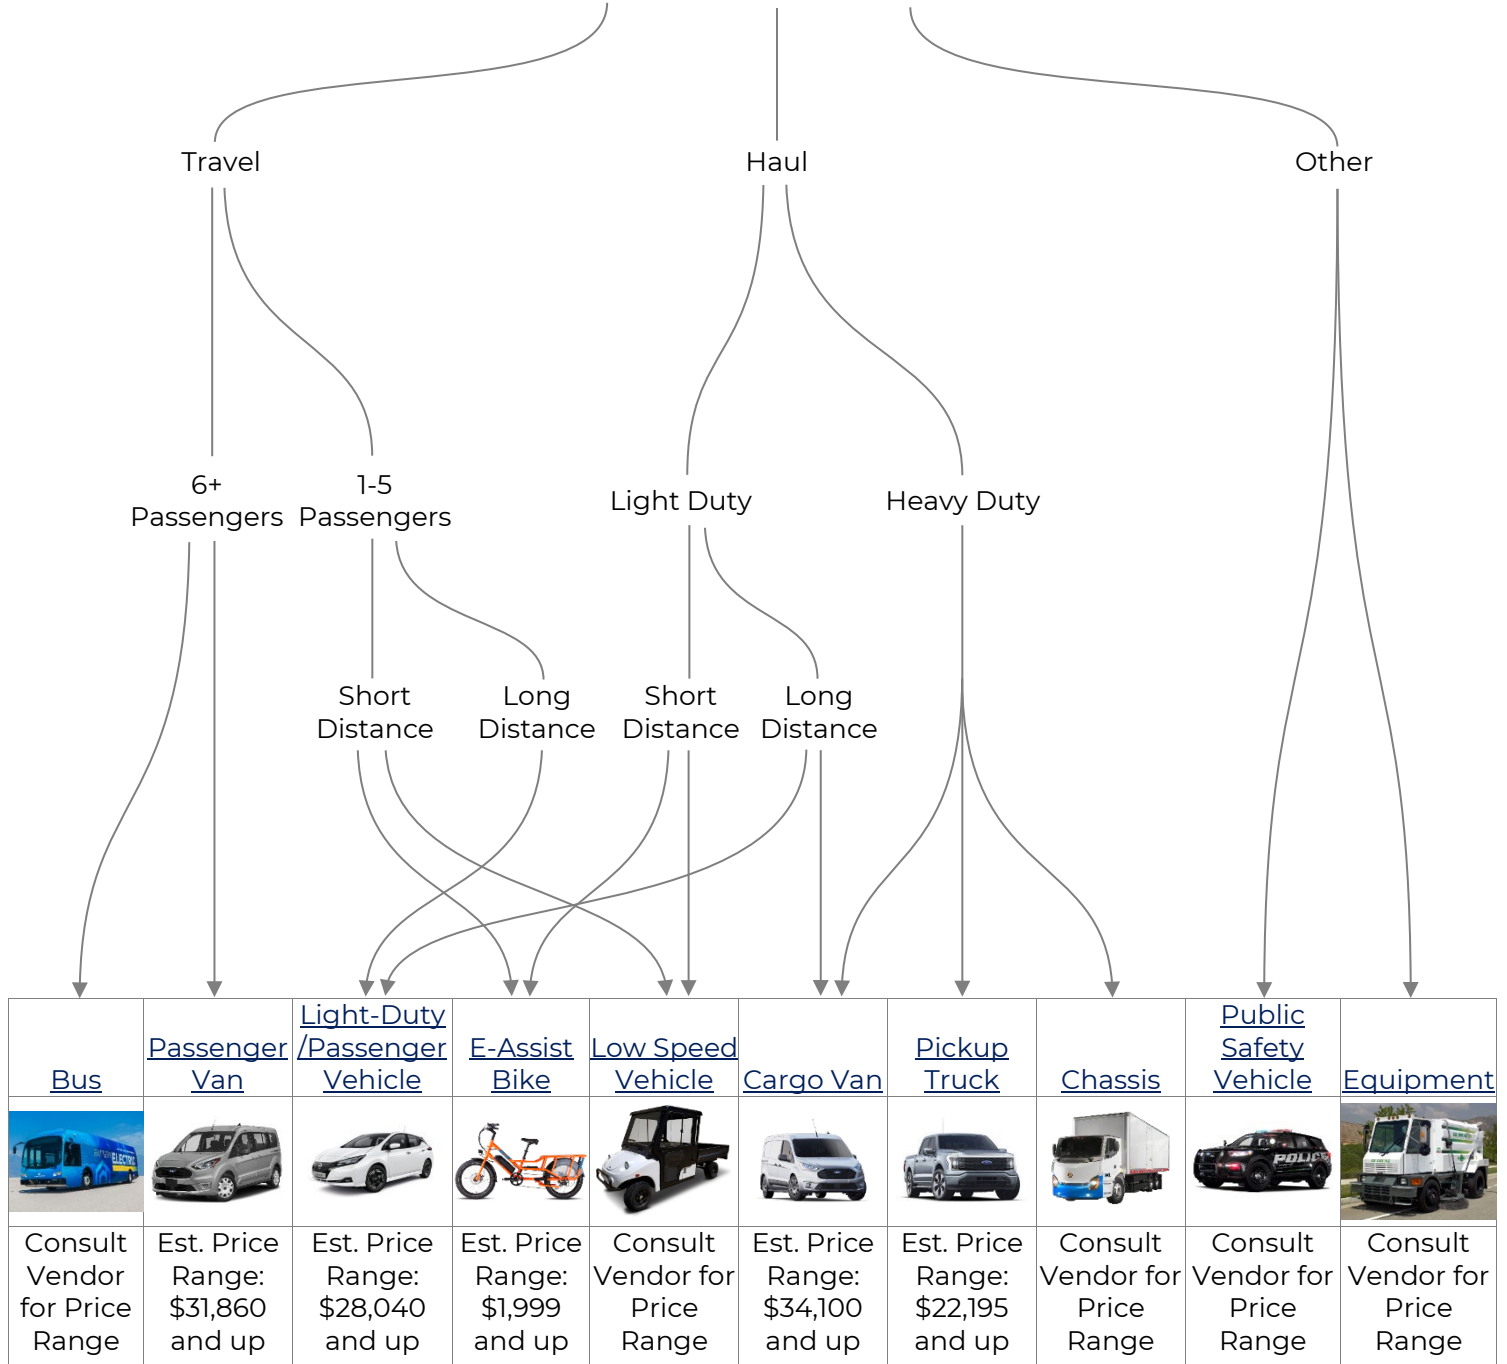 Travel
Haul
Other
6+
Passengers
1-5
Passengers
Light Duty
Heavy Duty
Short
Distance
Long
Distance
Short
Distance
Long
Distance
Bus
Passenger
Van
Light-Duty
/Passenger
Vehicle
E-Assist
Bike
Low Speed
Vehicle
Cargo Van
Pickup
Truck
Chassis
Public
Safety
Vehicle
Equipment
ELECTRIC
POLICE
Consult
Vendor
for Price
Range
Est. Price
Range:
$31,860
and up
Est. Price
Range:
$28,040
and up
Est. Price
Range:
$1,999
and up
Consult
Vendor for
Price
Range
Est. Price
Range:
$34,100
and up
Est. Price
Range:
$22,195
and up
Consult
Vendor for
Price
Range
Consult
Vendor for
Price
Range
Consult
Vendor for
Price
Range